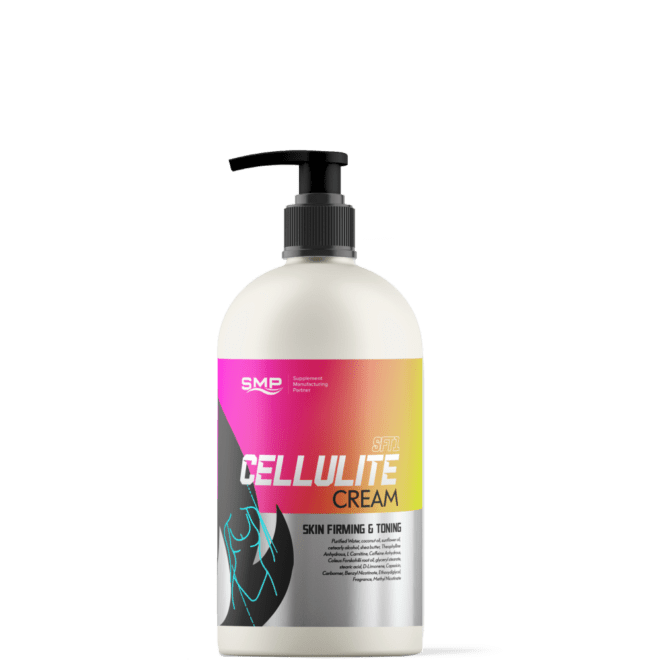 SMP
Supplement
Manufacturing
Partner
SFT1
CELLULITE
CREAM
SKIN FIRMING & TONING
Purified Water, coconut oil, sunflower oil,
cetearly alcohol, shea butter, Theophylline
Anhydrous, L Carnitine, Caffeine Anhydrous,
Coleus Forskohlii root oil, glyceryl stearate,
stearic acid, D-Limonene, Capsaicin,
Carbomer, Benzyl Nicotinate, Ethoxydiglycol,
Fragrance, Methyl Nicotinate